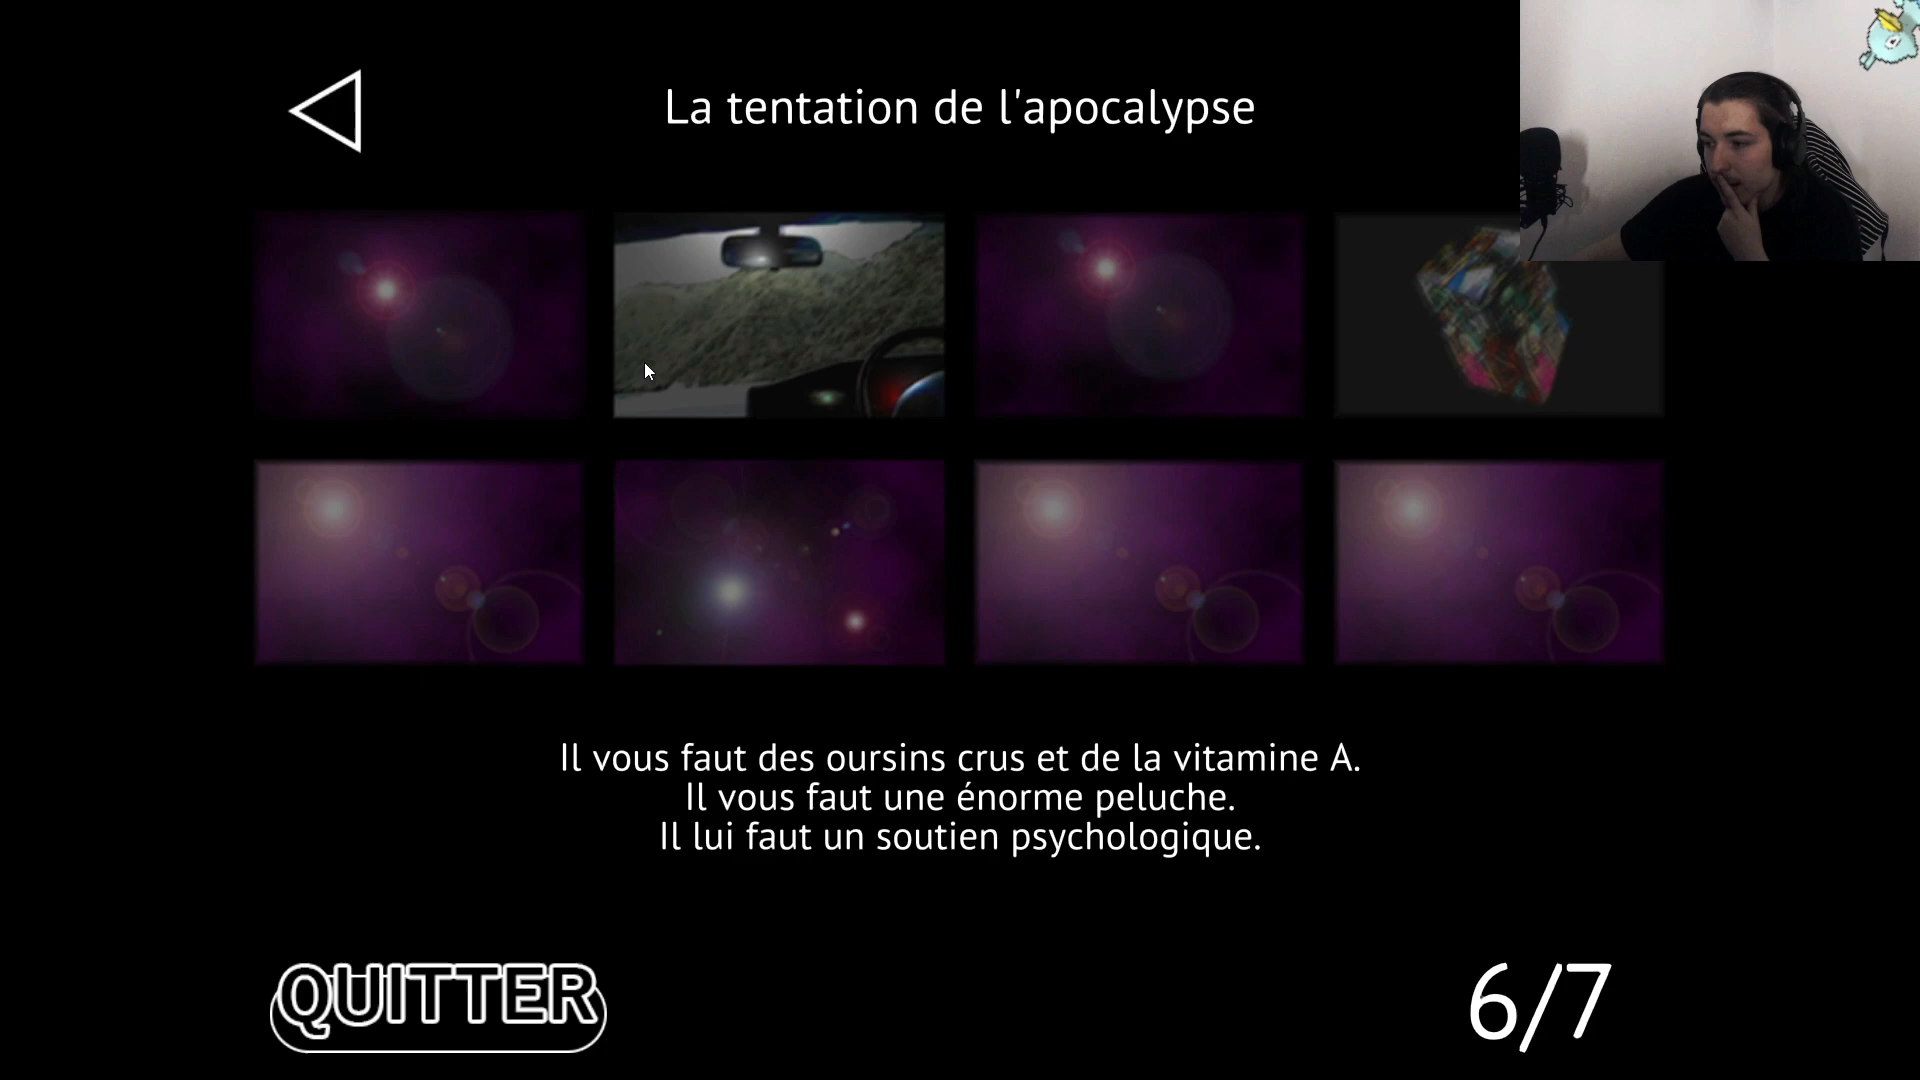 La tentation de l'apocalypse
Il vous faut des oursins crus et de la vitamine A.
Il vous faut une énorme peluche.
Il lui faut un soutien psychologique.
QUITTER
6/7